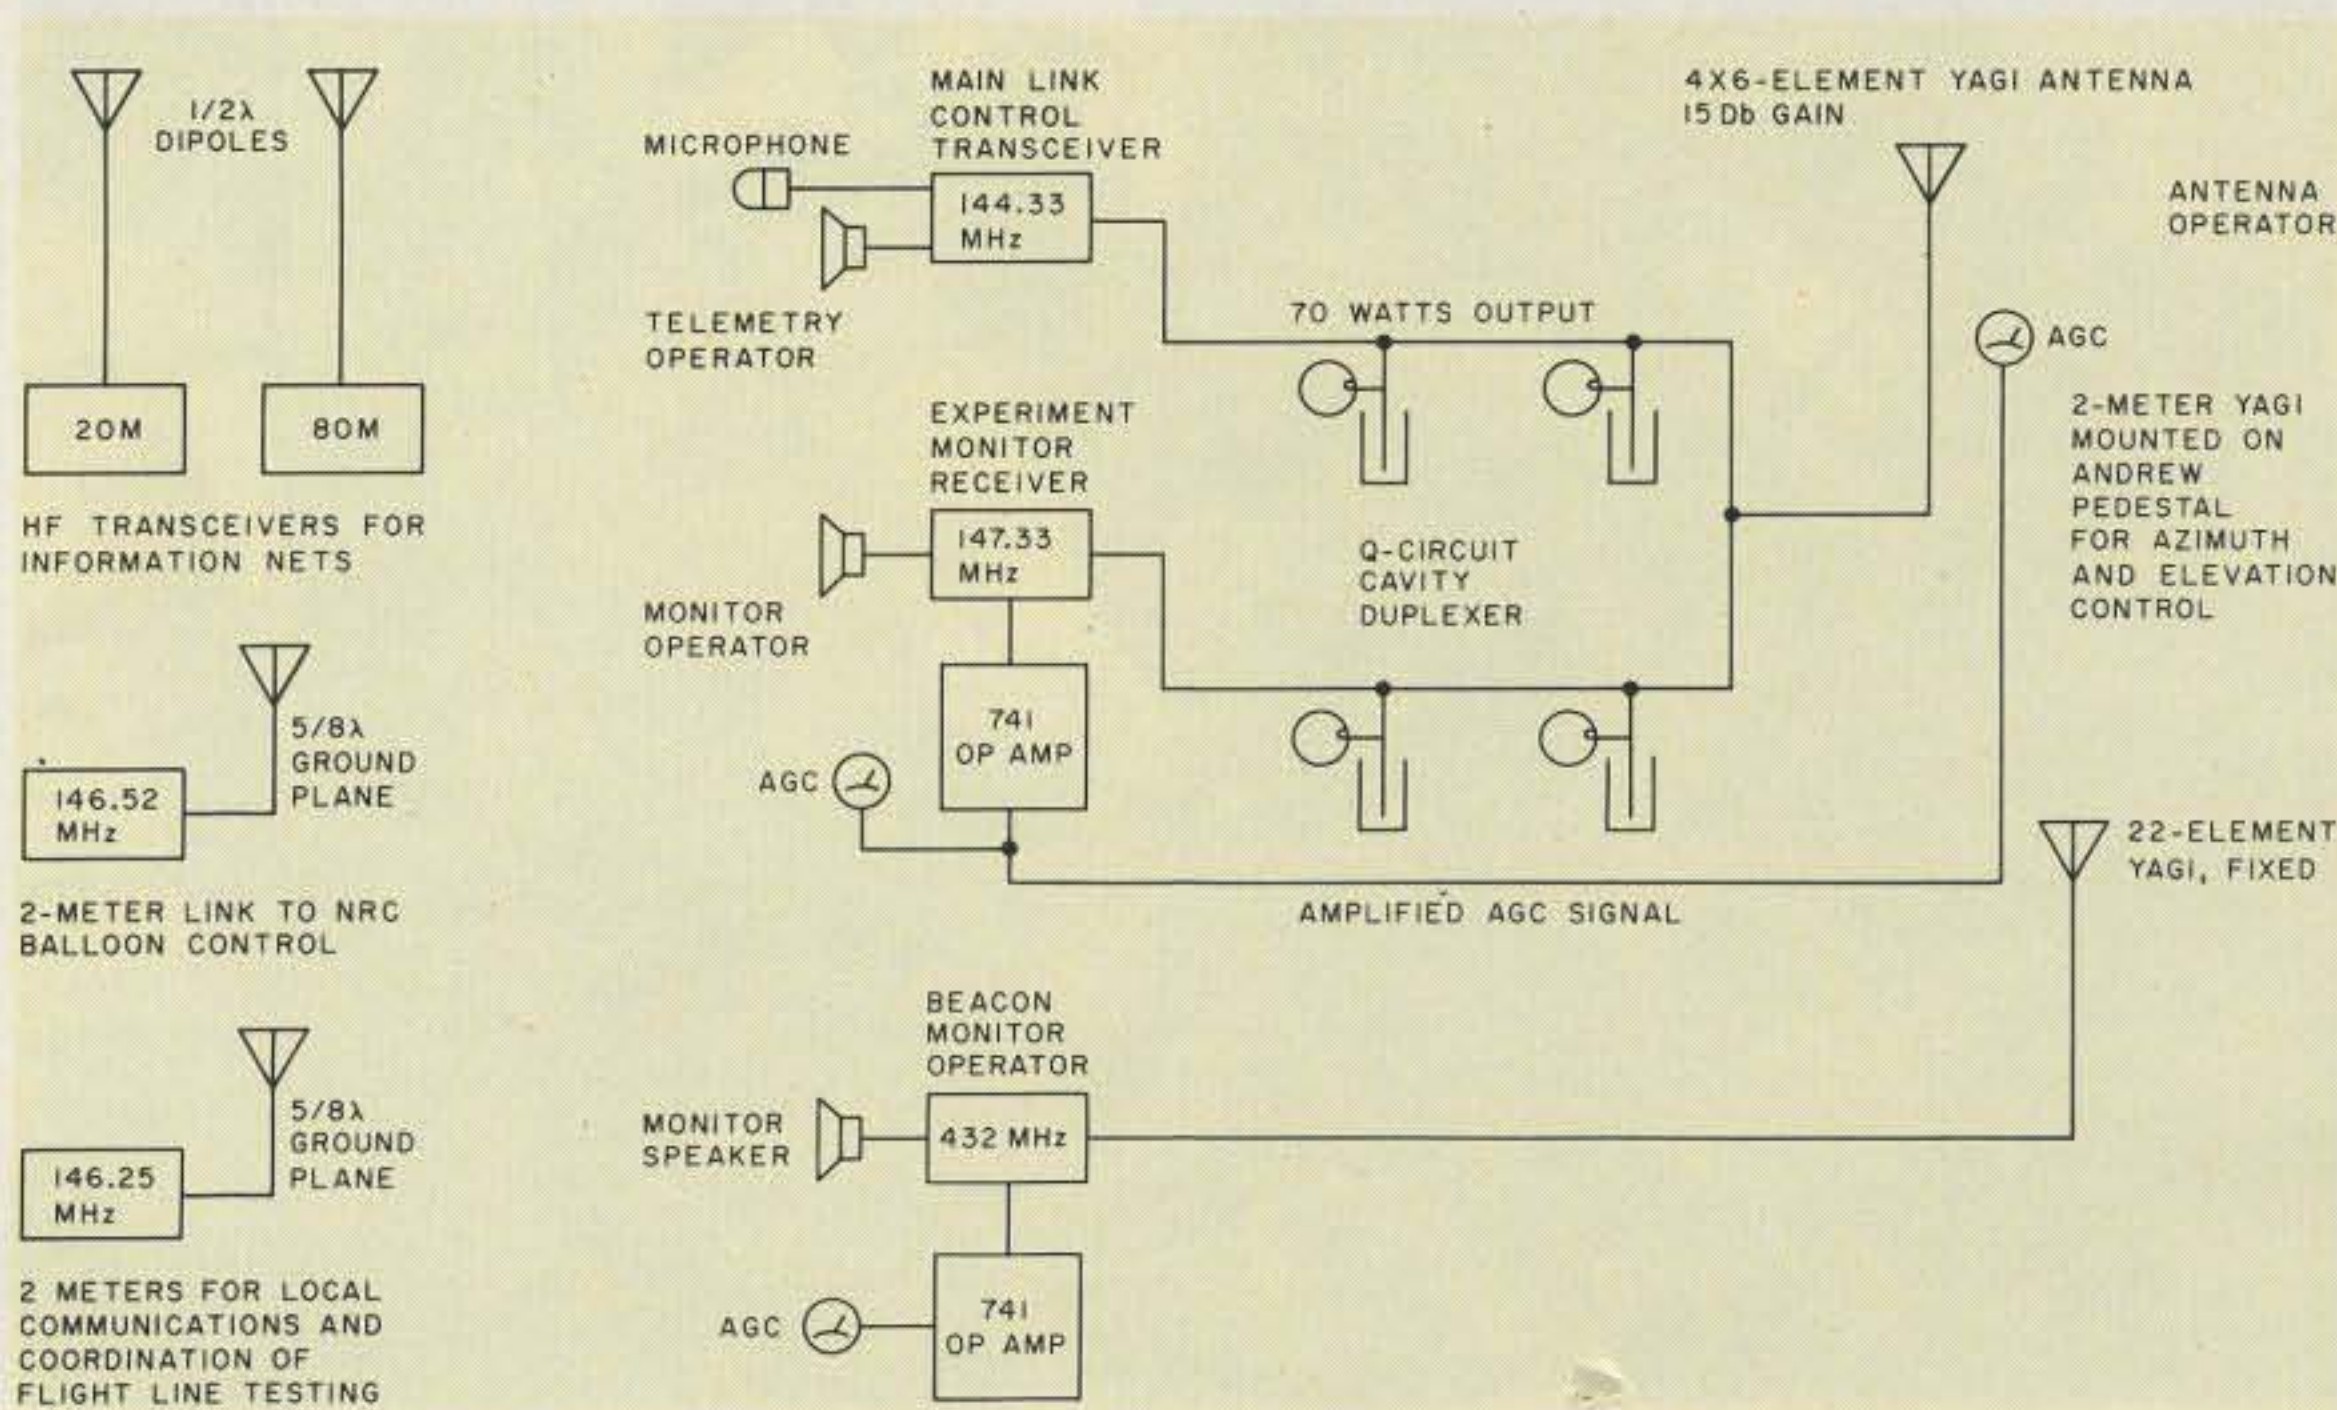 1/2λ
DIPOLES
20M
80M
HF TRANSCEIVERS FOR
INFORMATION NETS
5/8λ
GROUND
PLANE
146.52
MHz
2-METER LINK TO NRC
BALLOON CONTROL
5/8λ
GROUND
PLANE
146.25
MHz
2 METERS FOR LOCAL
COMMUNICATIONS AND
COORDINATION OF
FLIGHT LINE TESTING
MAIN LINK
CONTROL
TRANSCEIVER
MICROPHONE
144.33
MHz
TELEMETRY
OPERATOR
EXPERIMENT
MONITOR
RECEIVER
147.33
MHz
MONITOR
OPERATOR
741
OP AMP
AGC
70 WATTS OUTPUT
Q-CIRCUIT
CAVITY
DUPLEXER
AMPLIFIED AGC SIGNAL
4X6-ELEMENT YAGI ANTENNA
15 Db GAIN
ANTENNA
OPERATOR
AGC
2-METER YAGI
MOUNTED ON
ANDREW
PEDESTAL
FOR AZIMUTH
AND ELEVATION
CONTROL
22-ELEMENT
YAGI, FIXED
BEACON
MONITOR
OPERATOR
MONITOR
SPEAKER
432 MHz
741
OP AMP
AGC